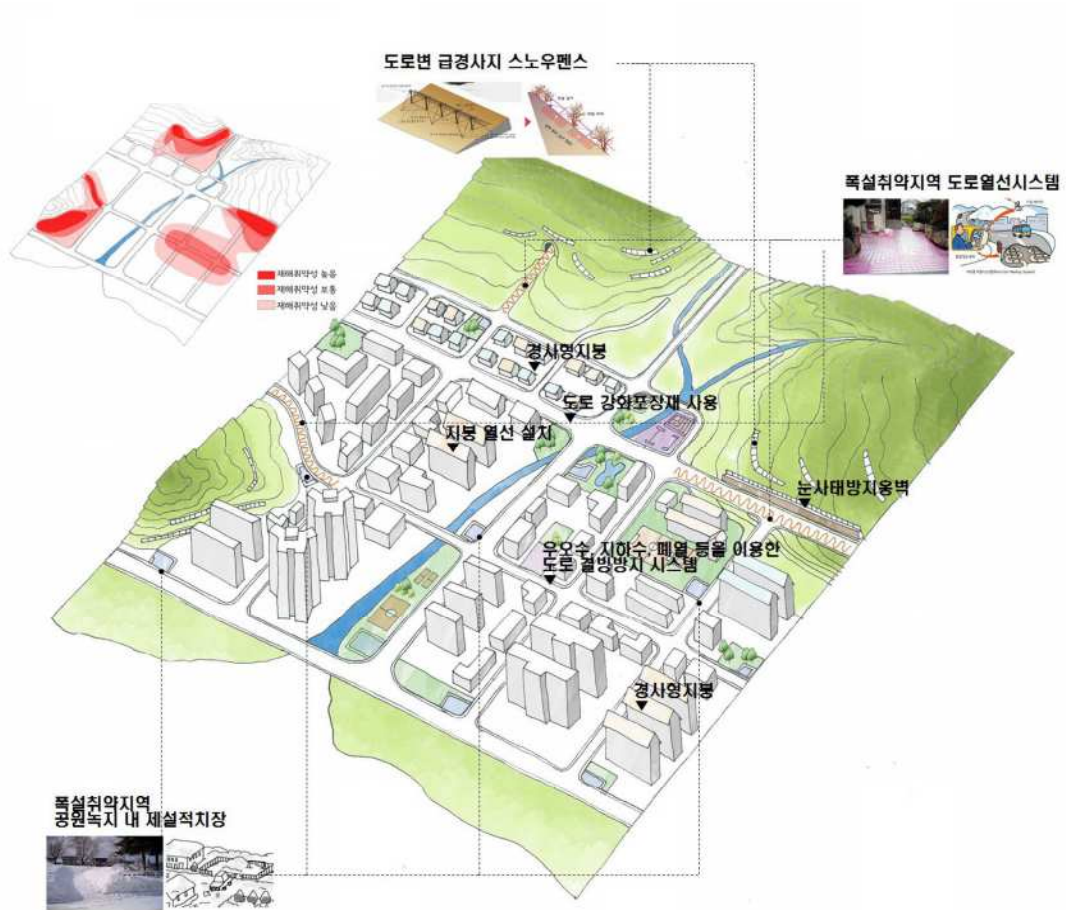 도로변 급경사지 스노우펜스
폭설취약지역 도로열선시스템
재해취약성 높음
재해취약성 보통
재해취약성 낮음
경사형지붕
도로 강화포장재 사용
지붕 열선 설치
눈사태방지옹벽
우오수, 지하수, 폐열 등을 이용한
도로 결빙방지 시스템
경사형지붕
폭설취약지역
공원녹지 내 제설적치장